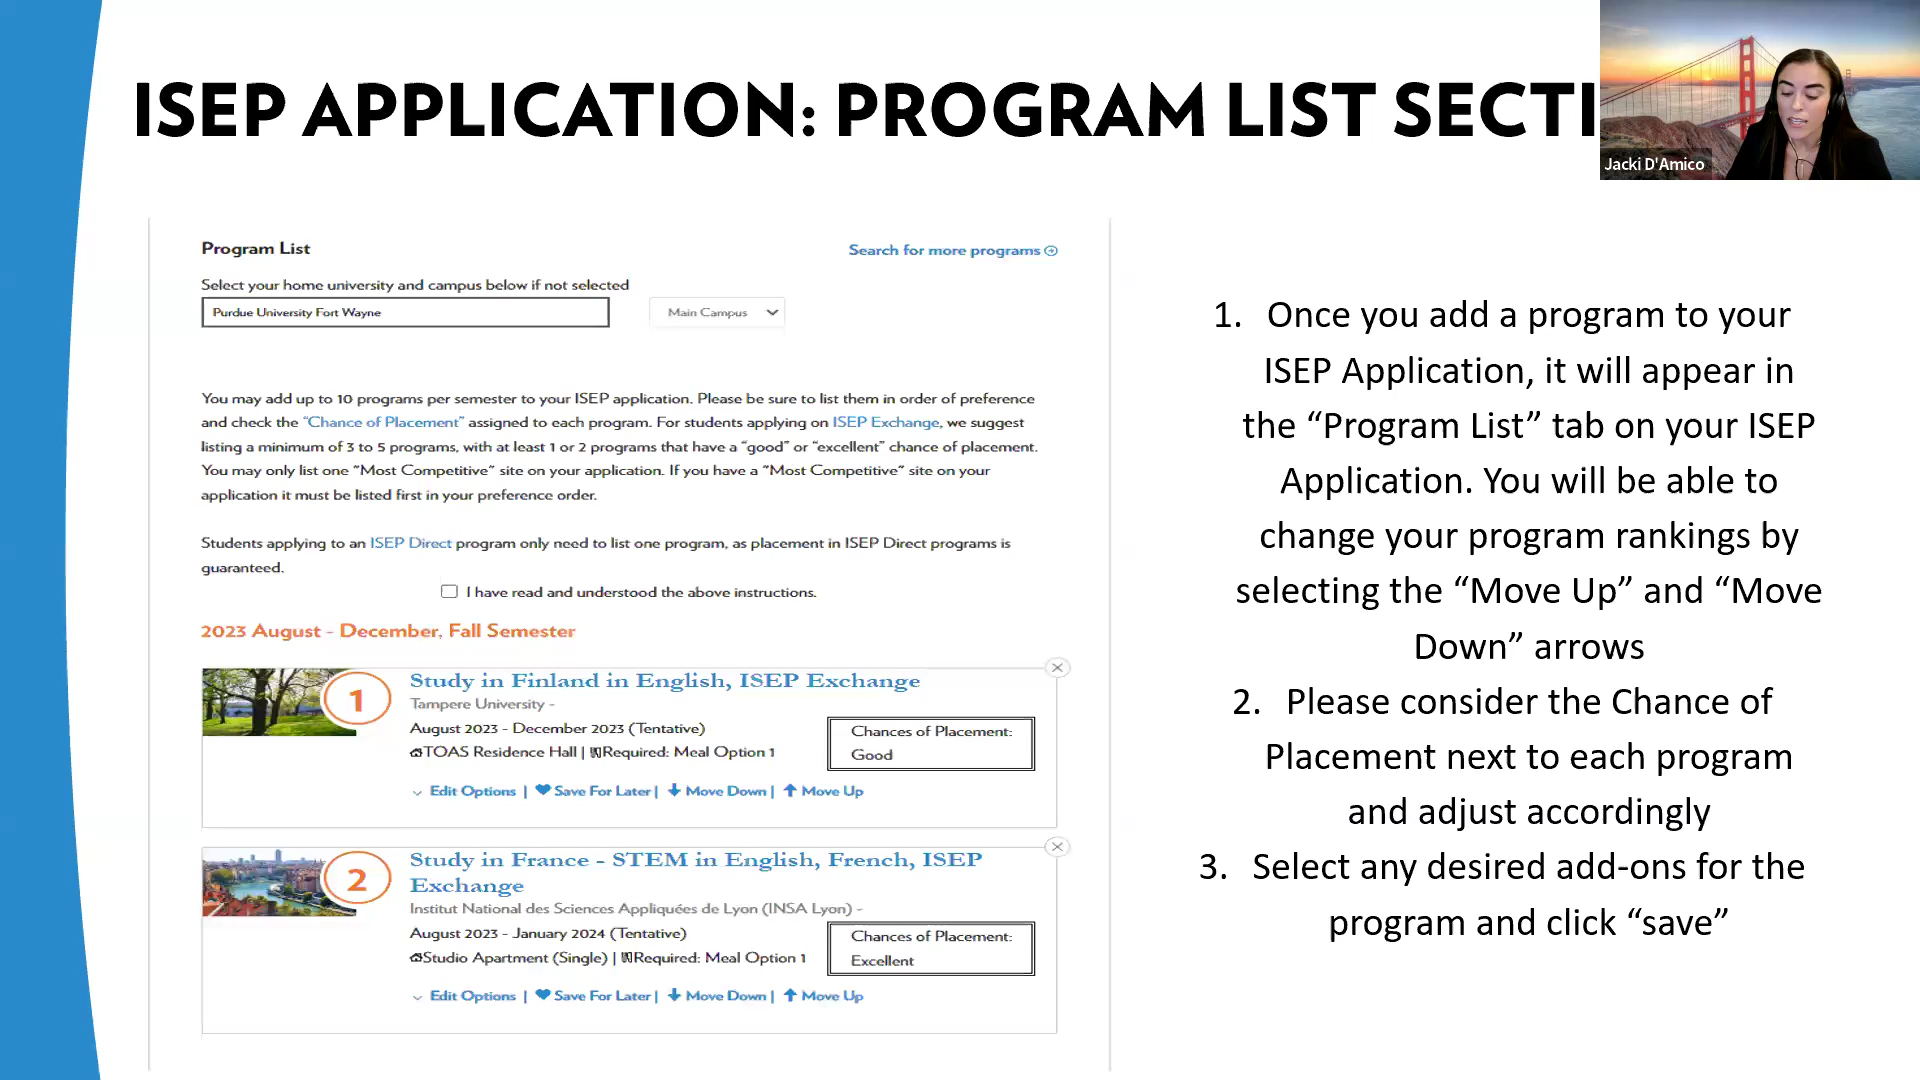 ISEP APPLICATION: PROGRAM LIST SECTI
Jacki D'Amico
Program List
Search for more programs
Select your home university and campus below if not selected
Purdue University Fort Wayne
Main Campus
You may add up to 10 programs per semester to your ISEP application. Please be sure to list them in order of preference
and check the "Chance of Placement" assigned to each program. For students applying on ISEP Exchange, we suggest
listing a minimum of 3 to 5 programs, with at least 1 or 2 programs that have a "good" or "excellent" chance of placement.
You may only list one "Most Competitive" site on your application. If you have a "Most Competitive" site on your
application it must be listed first in your preference order.
Students applying to an ISEP Direct program only need to list one program, as placement in ISEP Direct programs is
guaranteed.
I have read and understood the above instructions.
2023 August - December, Fall Semester
1
Study in Finland in English, ISEP Exchange
Tampere University -
August 2023 - December 2023 (Tentative)
TOAS Residence Hall | Required: Meal Option 1
Chances of Placement:
Good
Edit Options | Save For Later | Move Down | Move Up
2
Study in France - STEM in English, French, ISEP
Exchange
Institut National des Sciences Appliquées de Lyon (INSA Lyon) -
August 2023 - January 2024 (Tentative)
Studio Apartment (Single) | Required: Meal Option 1
Chances of Placement:
Excellent
Edit Options | Save For Later | Move Down | Move Up
1. Once you add a program to your
ISEP Application, it will appear in
the “Program List” tab on your ISEP
Application. You will be able to
change your program rankings by
selecting the “Move Up” and “Move
Down” arrows
2. Please consider the Chance of
Placement next to each program
and adjust accordingly
3. Select any desired add-ons for the
program and click “save”